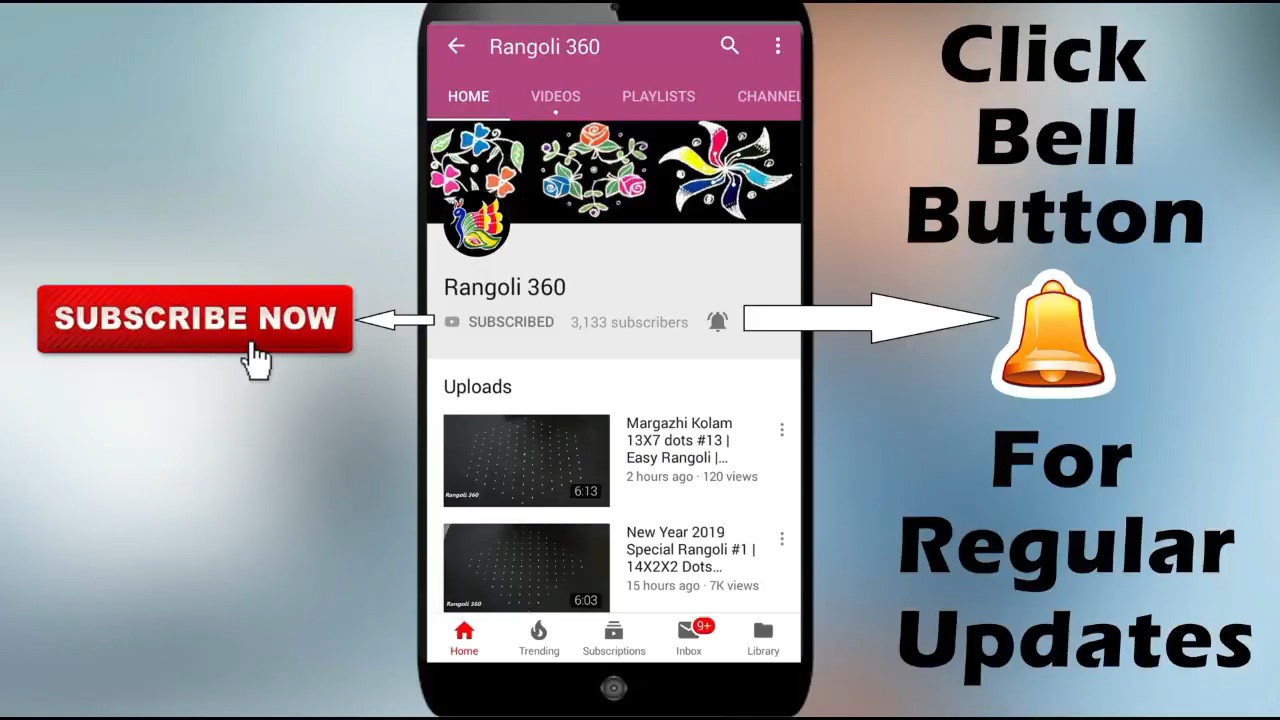 Rangoli 360
HOME
VIDEOS
PLAYLISTS
CHANNEL
Rangoli 360
SUBSCRIBED
3,133 subscribers
Uploads
Margazhi Kolam
13X7 dots #13 |
Easy Rangoli |...
2 hours ago · 120 views
6:13
Rangoli 360
New Year 2019
Special Rangoli #1 |
14X2X2 Dots...
15 hours ago · 7K views
6:03
Rangoli 360
Home
Trending
Subscriptions
9+
Inbox
Library
SUBSCRIBE NOW
Click
Bell
Button
For
Regular
Updates